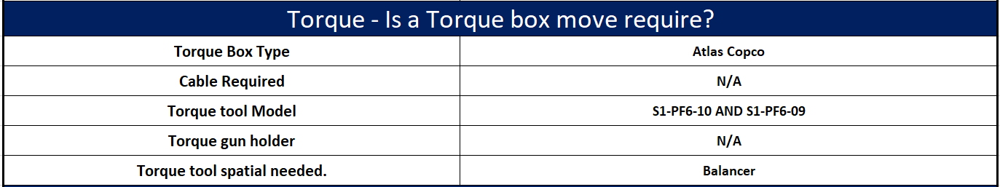 Torque - Is a Torque box move require?
Torque Box Type Atlas Copco
Cable Required N/A
Torque tool Model S1-PF6-10 AND S1-PF6-09
Torque gun holder N/A
Torque tool spatial needed. Balancer